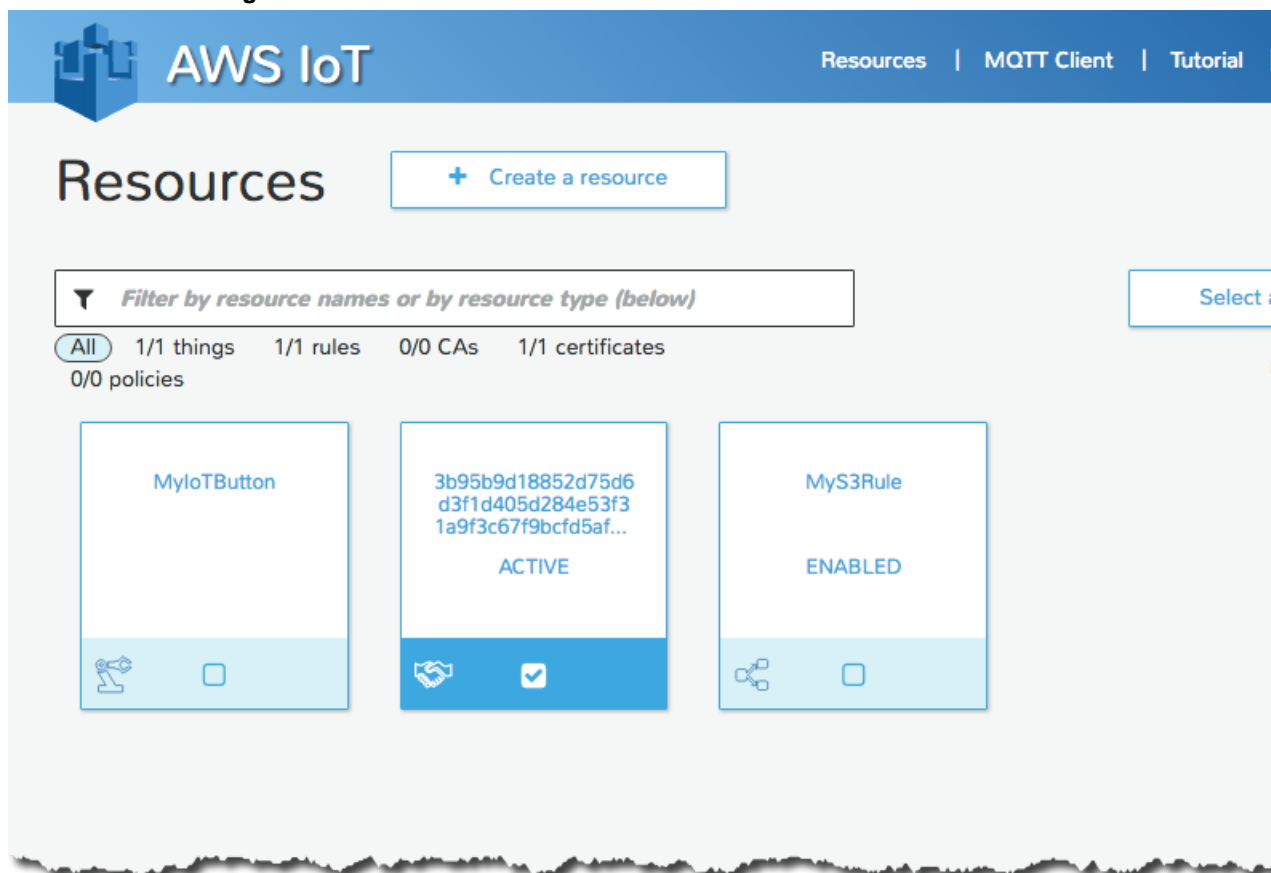 AWS IoT
Resources | MQTT Client | Tutorial
Resources
+ Create a resource
Filter by resource names or by resource type (below)
Select
All 1/1 things 1/1 rules 0/0 CAs 1/1 certificates
0/0 policies
MyIoTButton
3b95b9d18852d75d6
d3f1d405d284e53f3
1a9f3c67f9bcfd5af...
ACTIVE
MyS3Rule
ENABLED